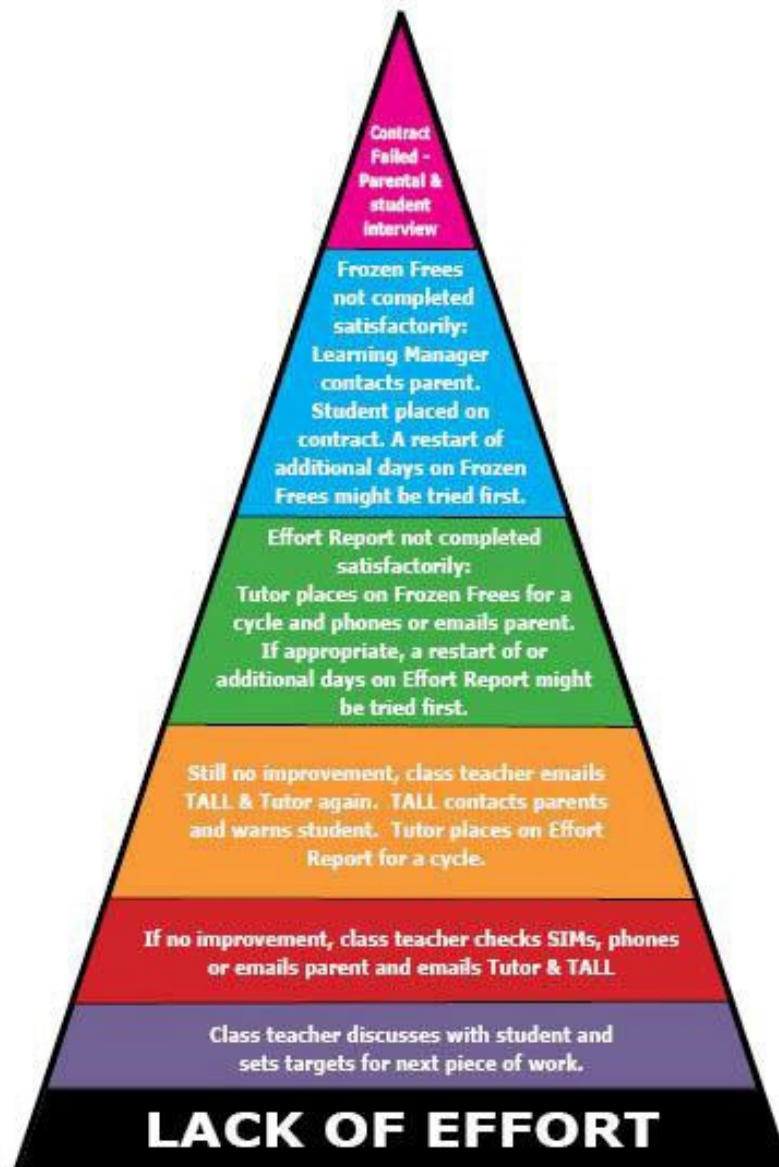 Contract
Failed -
Parental &
student
interview
Frozen Frees
not completed
satisfactorily:
Learning Manager
contacts parent.
Student placed on
contract. A restart of
additional days on Frozen
Frees might be tried first.
Effort Report not completed
satisfactorily:
Tutor places on Frozen Frees for a
cycle and phones or emails parent.
If appropriate, a restart of or
additional days on Effort Report might
be tried first.
Still no improvement, class teacher emails
TALL & Tutor again. TALL contacts parents
and warns student. Tutor places on Effort
Report for a cycle.
If no improvement, class teacher checks SIMs, phones
or emails parent and emails Tutor & TALL
Class teacher discusses with student and
sets targets for next piece of work.
LACK OF EFFORT